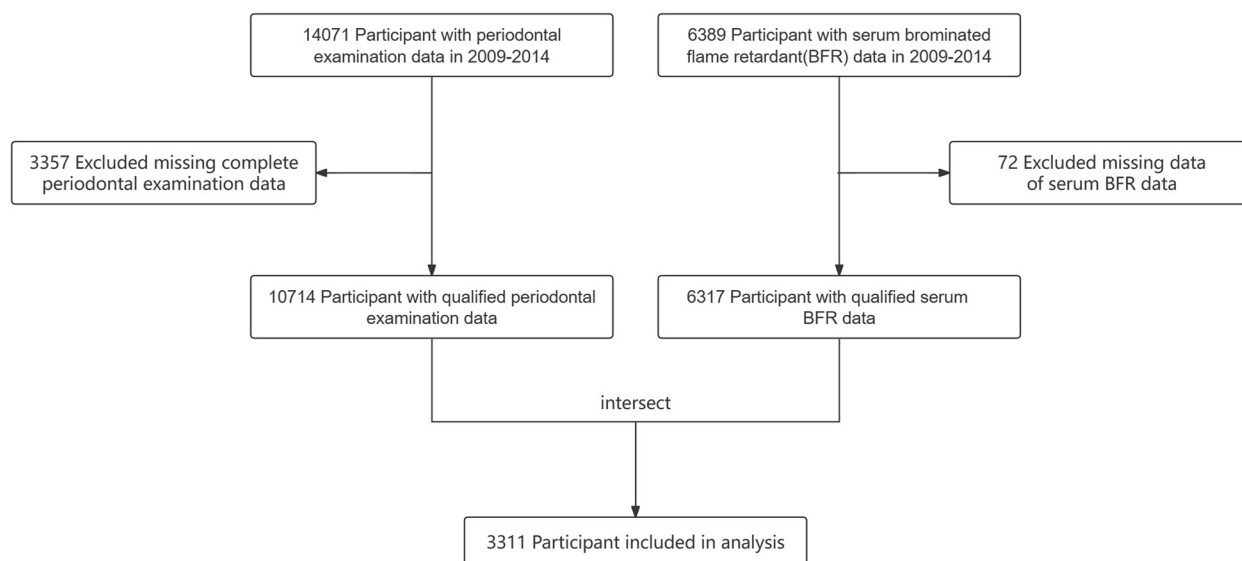 14071 Participant with periodontal
examination data in 2009-2014
6389 Participant with serum brominated
flame retardant(BFR) data in 2009-2014
3357 Excluded missing complete
periodontal examination data
72 Excluded missing data
of serum BFR data
10714 Participant with qualified periodontal
examination data
6317 Participant with qualified serum
BFR data
intersect
3311 Participant included in analysis